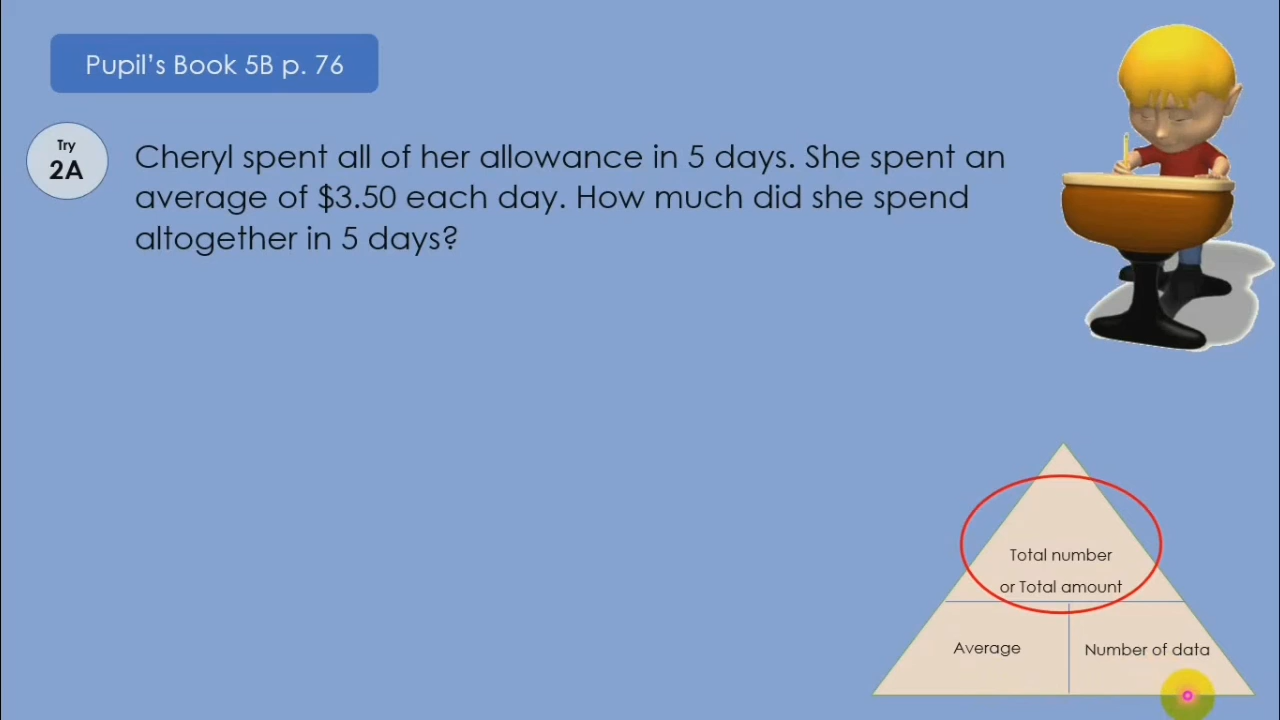 Pupil's Book 5B p. 76
Try
2A
Cheryl spent all of her allowance in 5 days. She spent an
average of $3.50 each day. How much did she spend
altogether in 5 days?
Total number
or Total amount
Average
Number of data